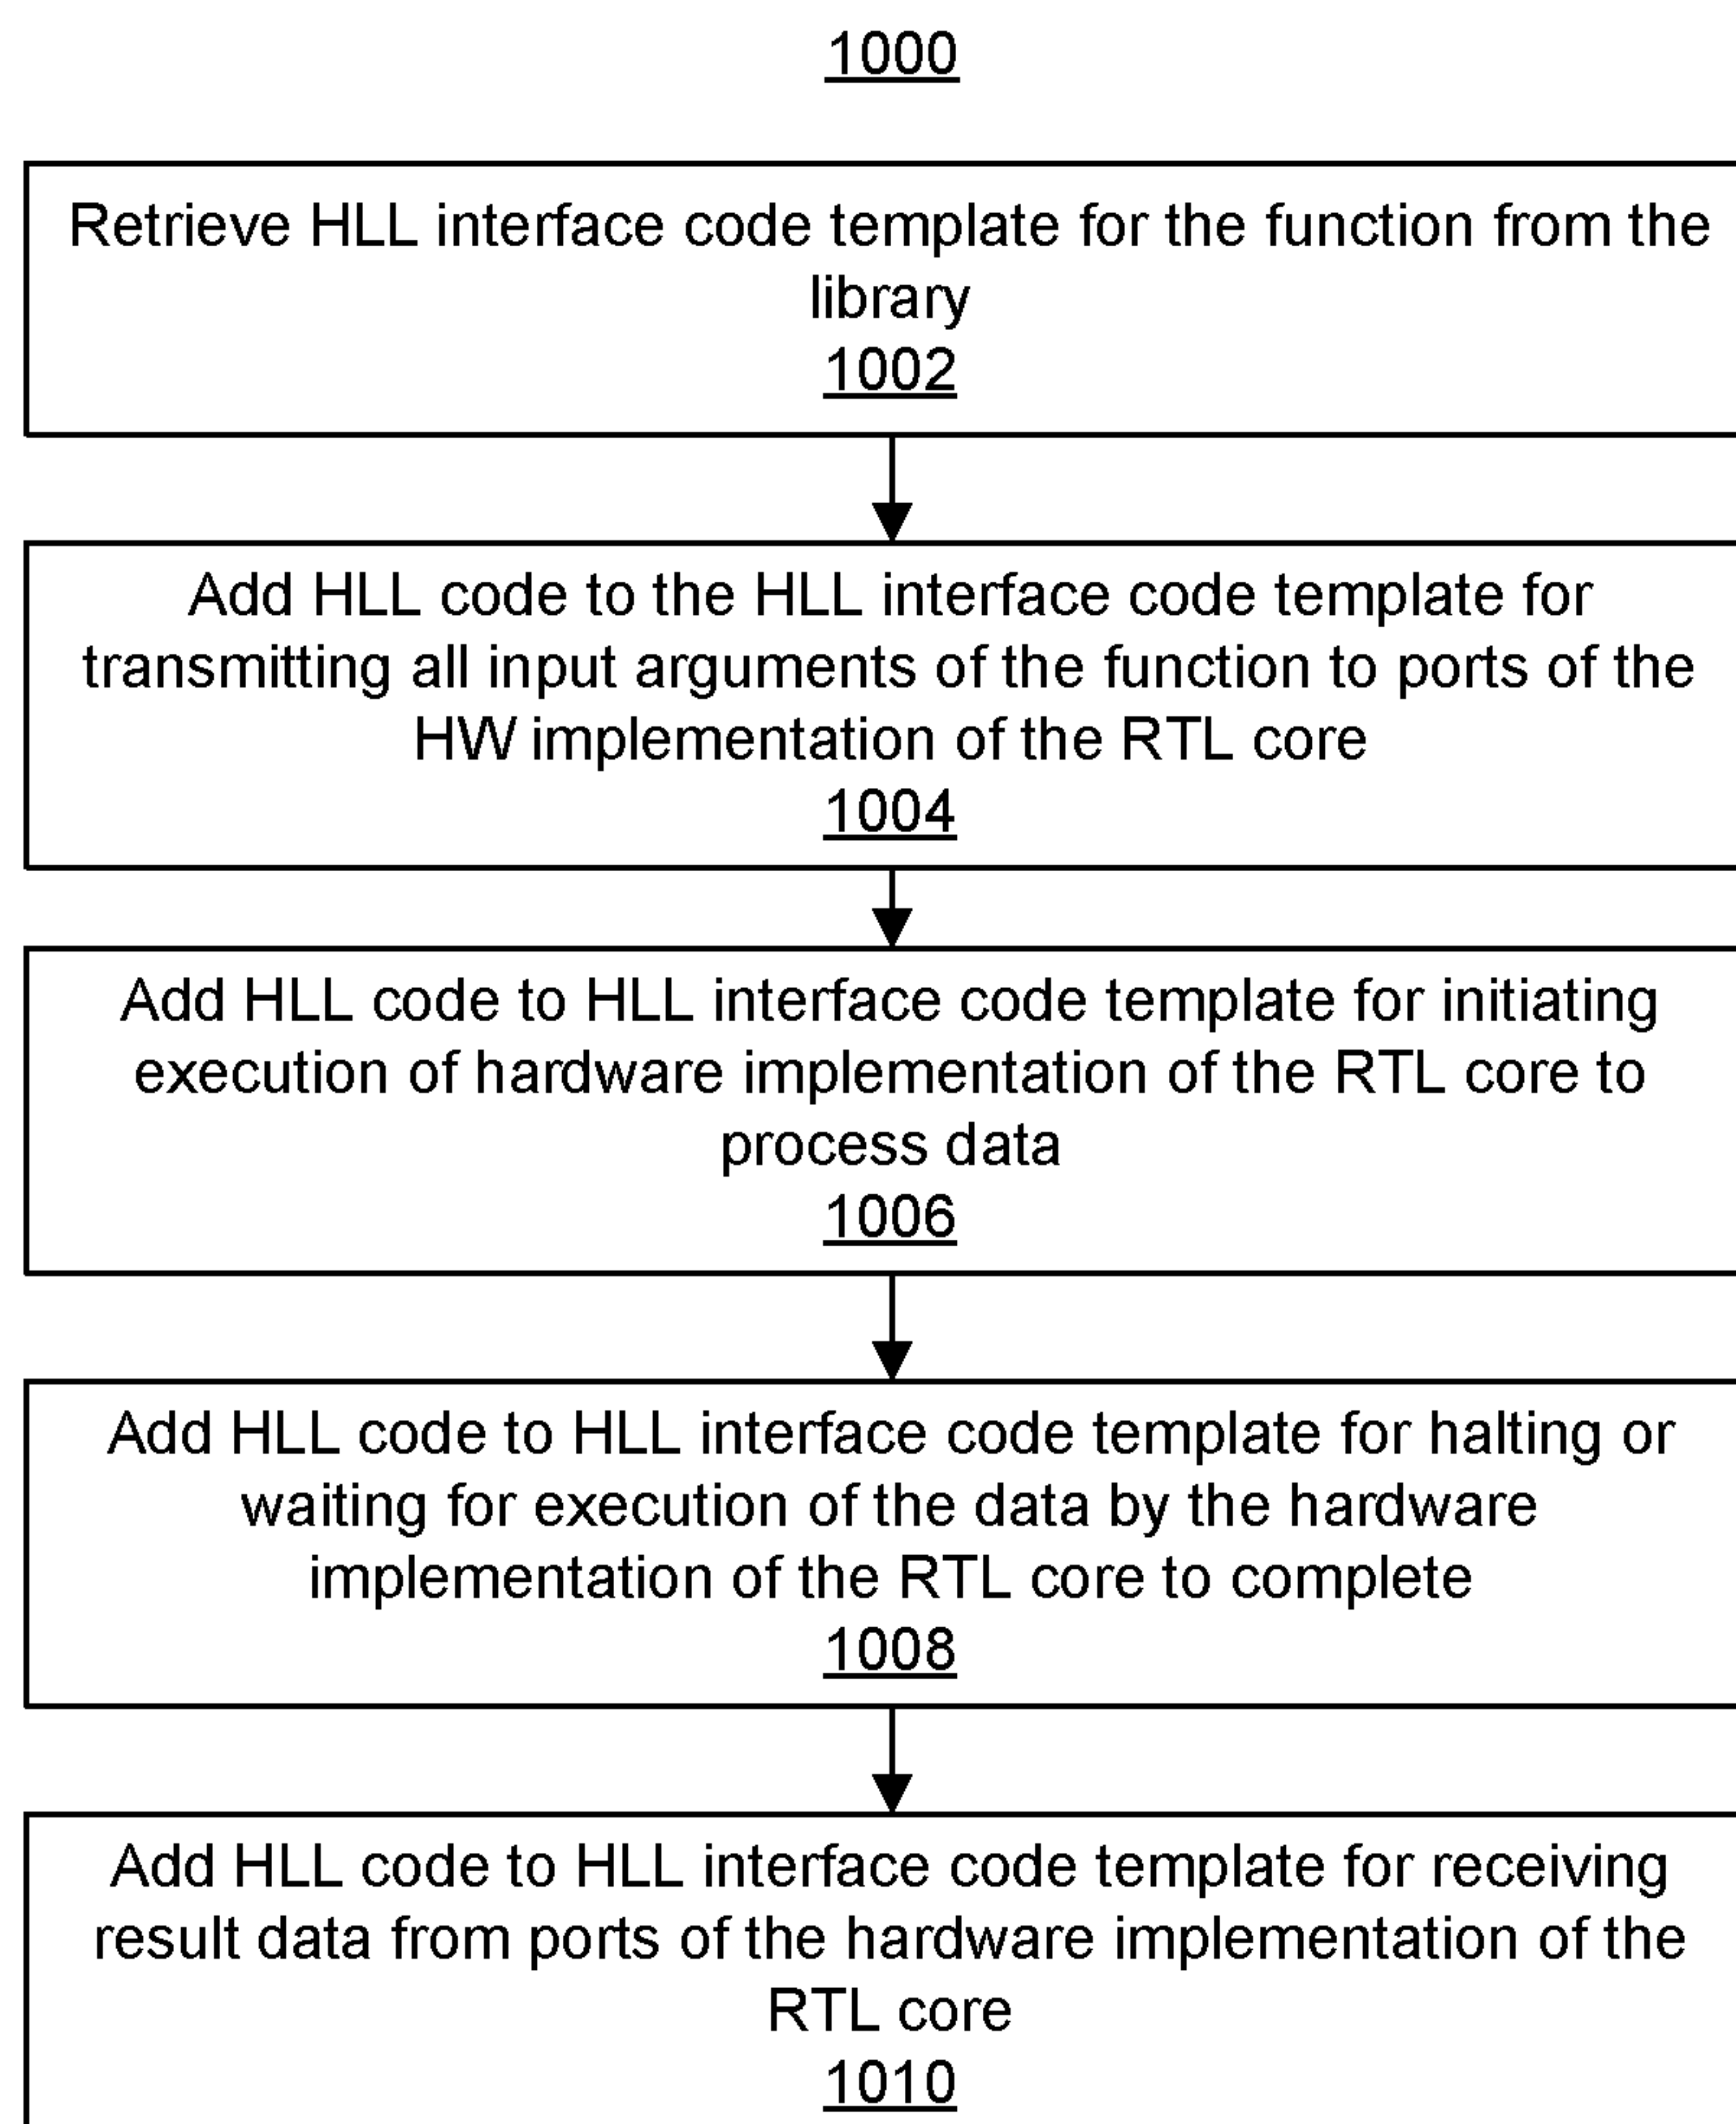 1000
Retrieve HLL interface code template for the function from the
library
1002
Add HLL code to the HLL interface code template for
transmitting all input arguments of the function to ports of the
HW implementation of the RTL core
1004
Add HLL code to HLL interface code template for initiating
execution of hardware implementation of the RTL core to
process data
1006
Add HLL code to HLL interface code template for halting or
waiting for execution of the data by the hardware
implementation of the RTL core to complete
1008
Add HLL code to HLL interface code template for receiving
result data from ports of the hardware implementation of the
RTL core
1010